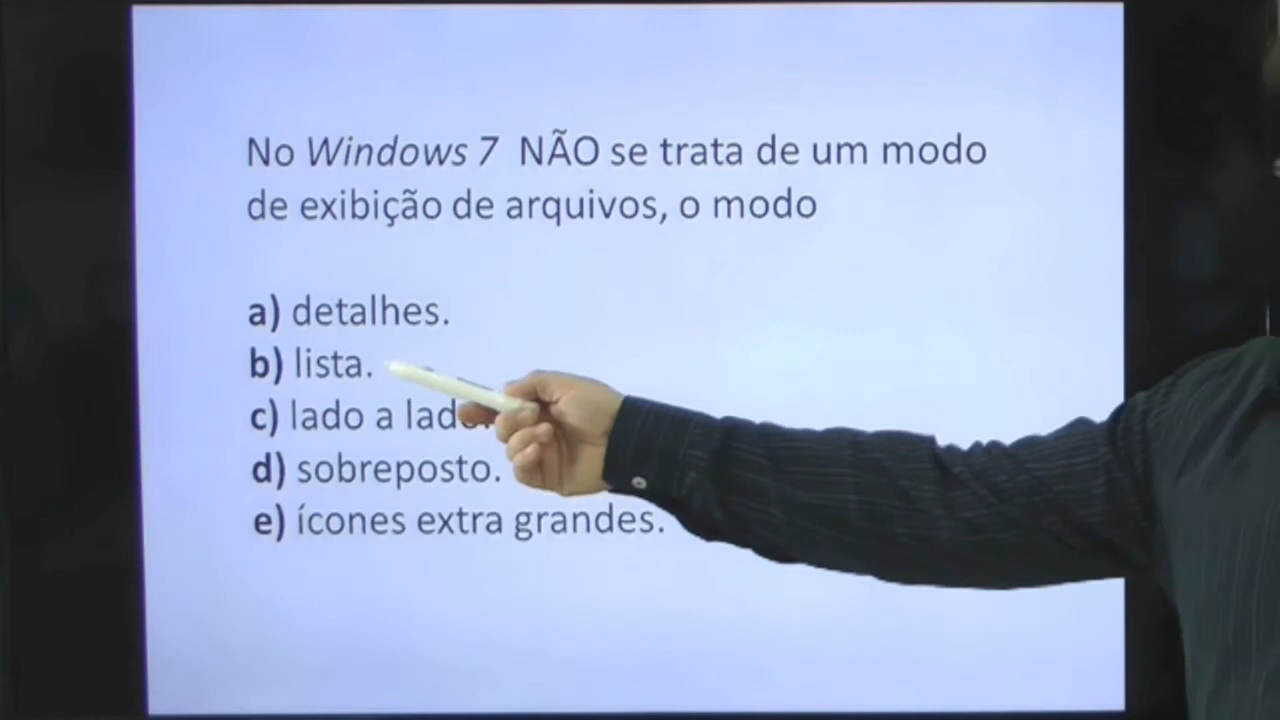 No Windows 7 NÃO se trata de um modo
de exibição de arquivos, o modo
a) detalhes.
b) lista.
c) lado a lado.
d) sobreposto.
e) ícones extra grandes.